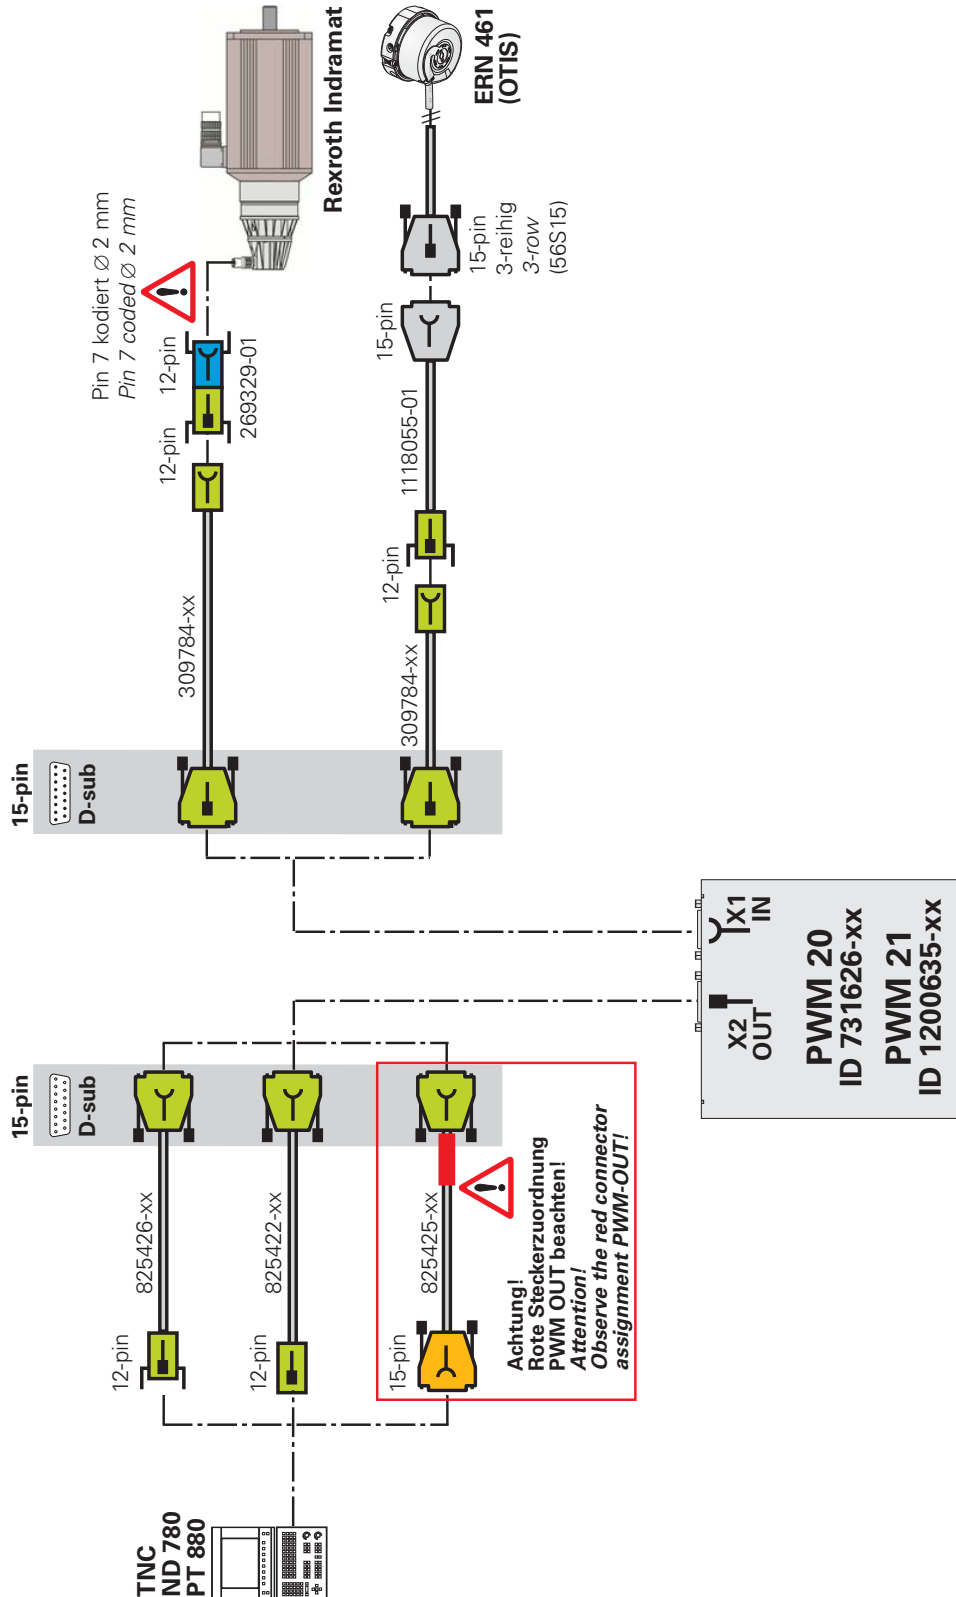 TNC
ND 780
PT 880
12-pin
825426-xx
12-pin
825422-xx
15-pin
825425-xx
Achtung!
Rote Steckerzuordnung
PWM OUT beachten!
Attention!
Observe the red connector
assignment PWM-OUT!
15-pin
D-sub
X2
OUT
X1
IN
PWM 20
ID 731626-xx
PWM 21
ID 1200635-xx
15-pin
D-sub
309784-xx
12-pin
12-pin
269329-01
Pin 7 kodiert Ø 2 mm
Pin 7 coded Ø 2 mm
Rexroth Indramat
309784-xx
12-pin
1118055-01
15-pin
15-pin
3-reihig
3-row
(56S15)
ERN 461
(OTIS)